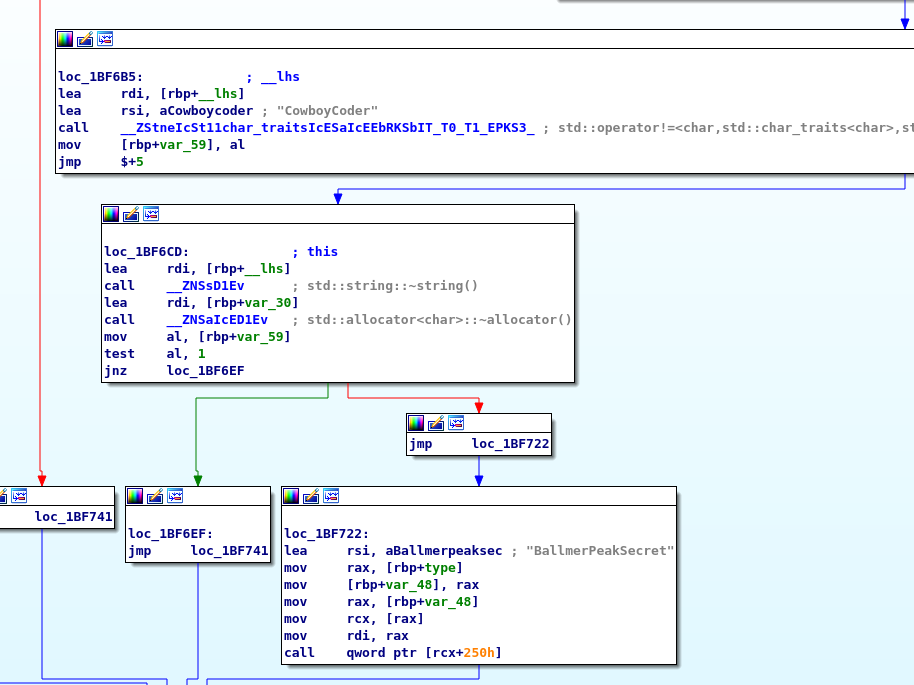 loc_1BF6B5: ; __lhs
lea rdi, [rbp+__lhs]
lea rsi, aCowboycoder ; "CowboyCoder"
call __ZStneIcSt11char_traitsIcESaIcEEbRKSbIT_T0_T1_EPKS3_ ; std::operator!=<char,std::char_traits<char>,st
mov [rbp+var_59], al
jmp $+5
loc_1BF6CD: ; this
lea rdi, [rbp+__lhs]
call __ZNSsD1Ev ; std::string::~string()
lea rdi, [rbp+var_30]
call __ZNSaIcED1Ev ; std::allocator<char>::~allocator()
mov al, [rbp+var_59]
test al, 1
jnz loc_1BF6EF
jmp loc_1BF722
loc_1BF741
loc_1BF6EF:
jmp loc_1BF741
loc_1BF722:
lea rsi, aBallmerpeaksec ; "BallmerPeakSecret"
mov rax, [rbp+type]
mov [rbp+var_48], rax
mov rax, [rbp+var_48]
mov rcx, [rax]
mov rdi, rax
call qword ptr [rcx+250h]